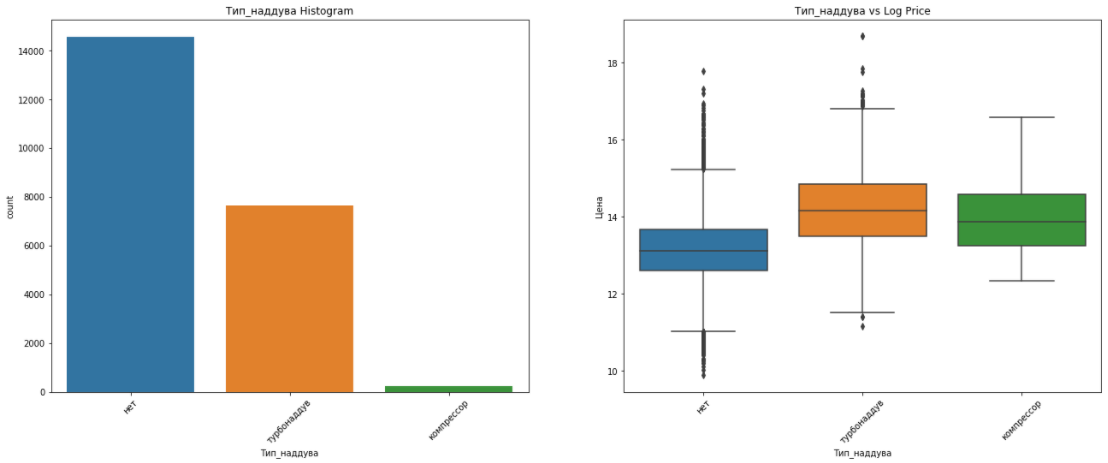 Тип_наддува Histogram
14000
12000
10000
8000
6000
4000
2000
0
count
нет
турбонаддув
компрессор
Тип_наддува
Тип_наддува vs Log Price
18
16
14
12
10
Цена
нет
турбонаддув
компрессор
Тип_наддува